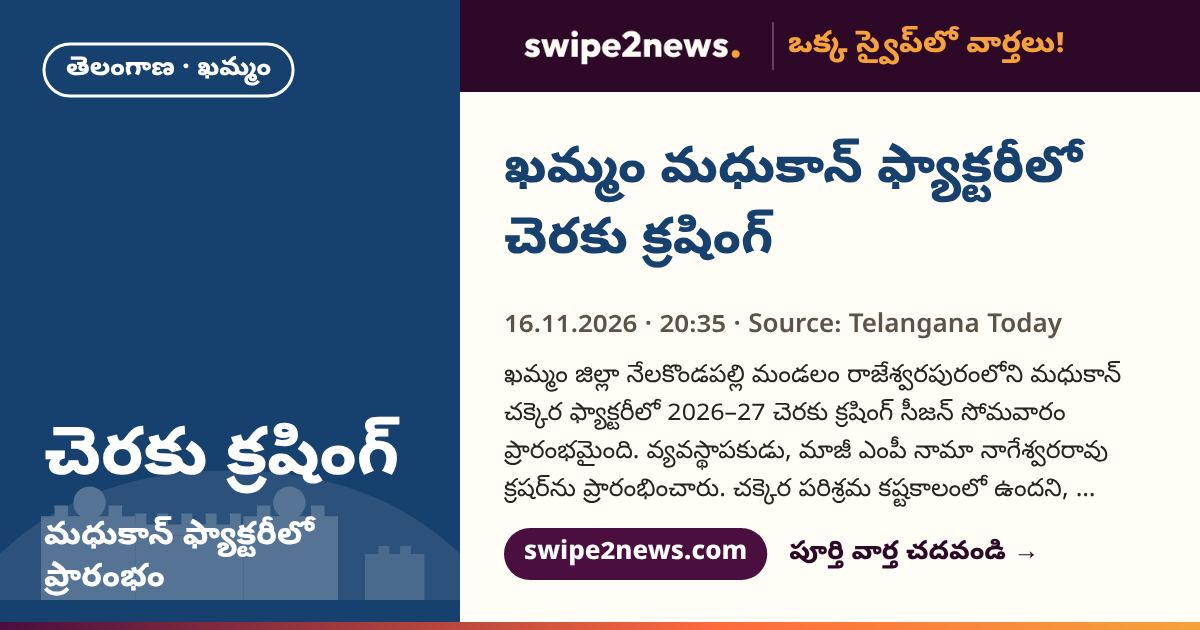 తెలంగాణ · ఖమ్మం
చెరకు క్రషింగ్
మధుకాన్ ఫ్యాక్టరీలో
ప్రారంభం
swipe2news.
ఒక్క స్వైప్‌లో వార్తలు!
ఖమ్మం మధుకాన్ ఫ్యాక్టరీలో
చెరకు క్రషింగ్
16.11.2026 · 20:35 · Source: Telangana Today
ఖమ్మం జిల్లా నేలకొండపల్లి మండలం రాజేశ్వరపురంలోని మధుకాన్
చక్కెర ఫ్యాక్టరీలో 2026–27 చెరకు క్రషింగ్ సీజన్ సోమవారం
ప్రారంభమైంది. వ్యవస్థాపకుడు, మాజీ ఎంపీ నామా నాగేశ్వరరావు
క్రషర్‌ను ప్రారంభించారు. చక్కెర పరిశ్రమ కష్టకాలంలో ఉందని, ...
swipe2news.com
పూర్తి వార్త చదవండి →